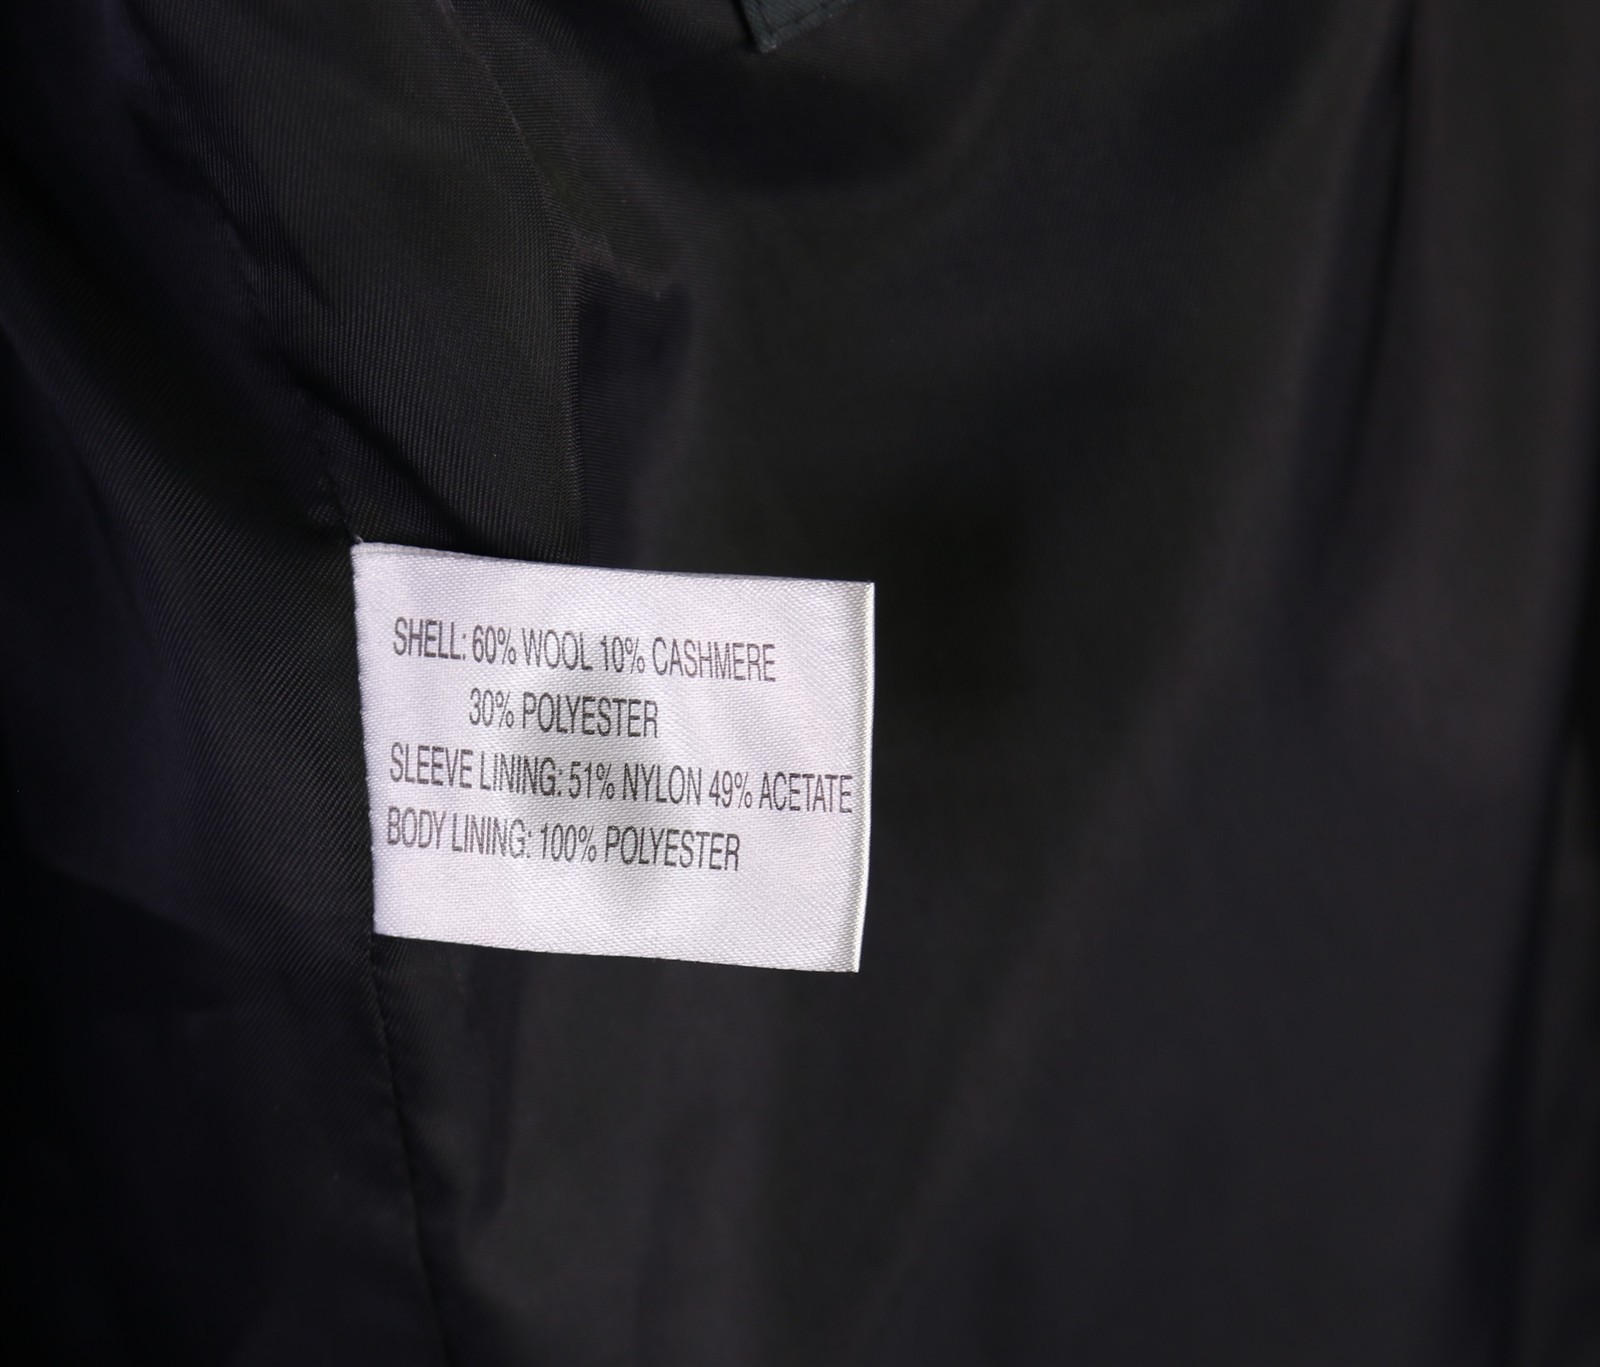 SHELL: 60% WOOL 10% CASHMERE
30% POLYESTER
SLEEVE LINING: 51% NYLON 49% ACETATE
BODY LINING: 100% POLYESTER